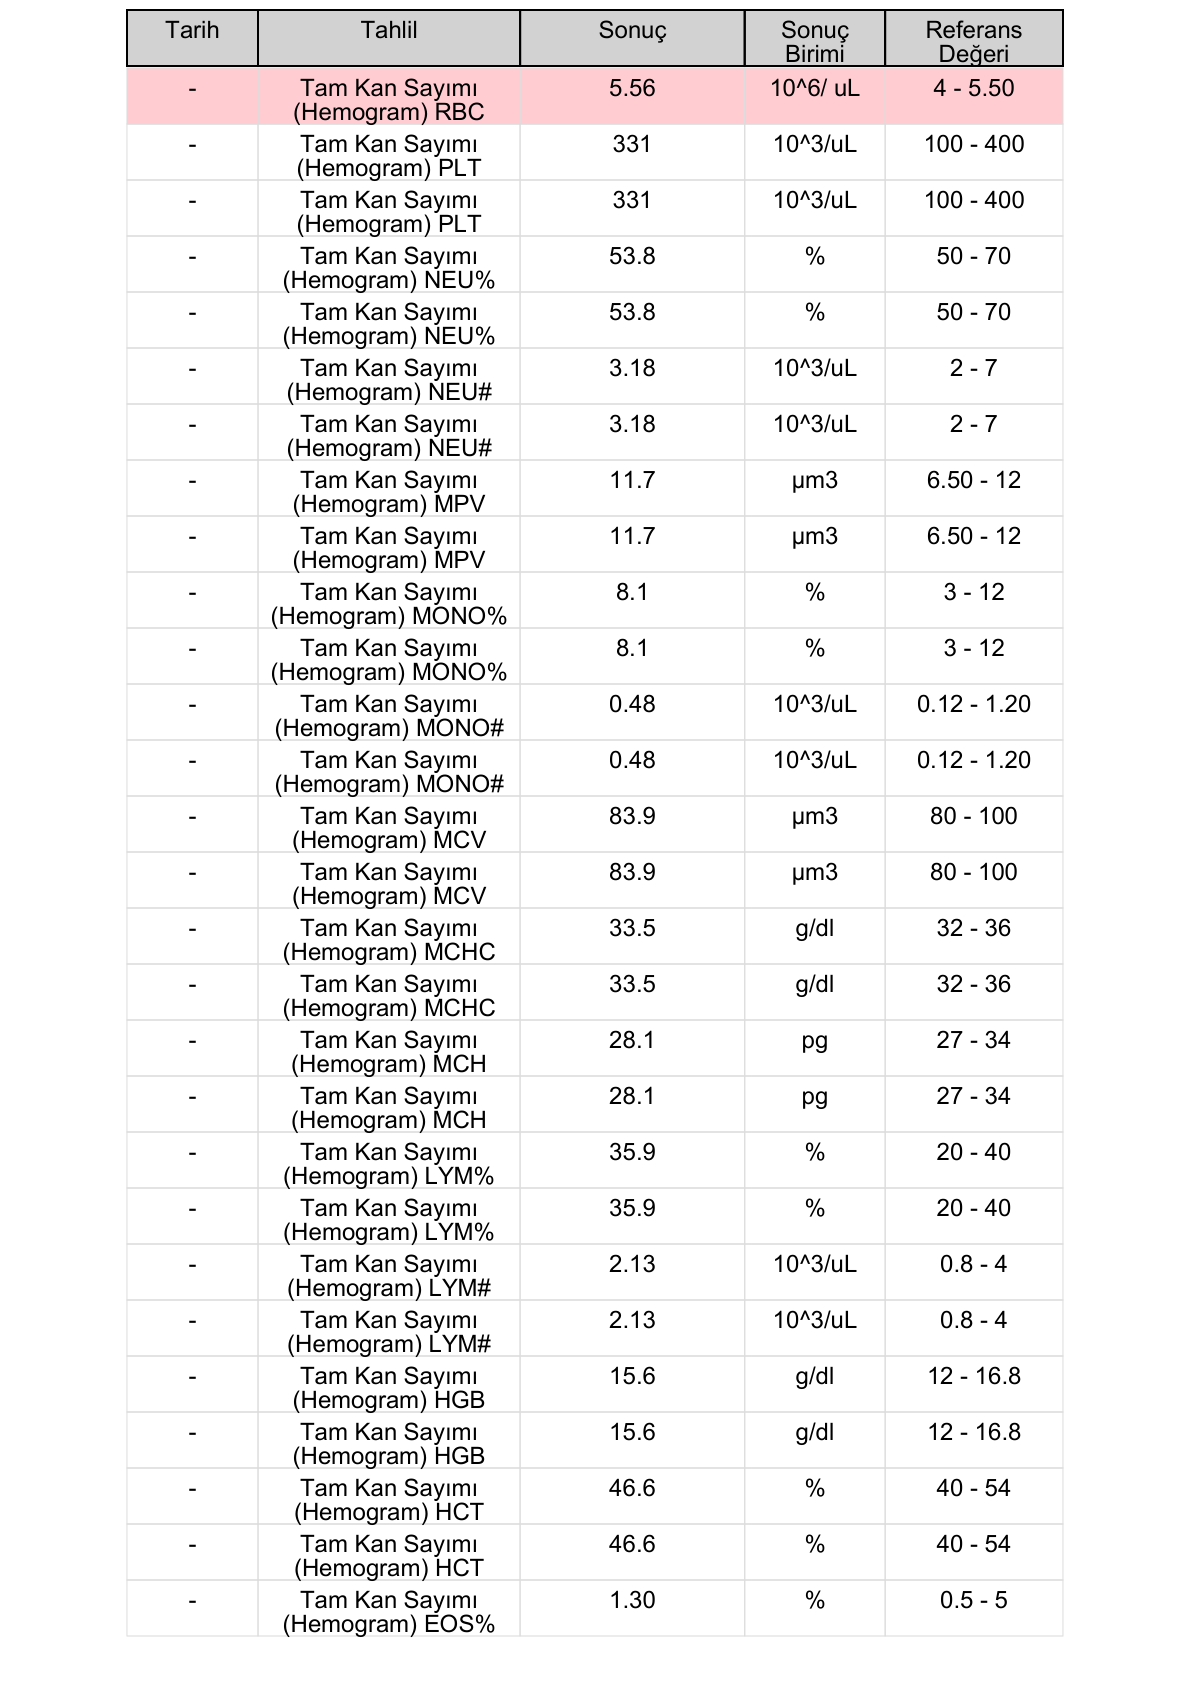 Tarih Tahlil Sonuç Sonuç Referans
Birimi Değeri
- Tam Kan Sayımı 5.56 10^6/ uL 4 - 5.50
(Hemogram) RBC
- Tam Kan Sayımı 331 10^3/uL 100 - 400
(Hemogram) PLT
- Tam Kan Sayımı 331 10^3/uL 100 - 400
(Hemogram) PLT
- Tam Kan Sayımı 53.8 % 50 - 70
(Hemogram) NEU%
- Tam Kan Sayımı 53.8 % 50 - 70
(Hemogram) NEU%
- Tam Kan Sayımı 3.18 10^3/uL 2 - 7
(Hemogram) NEU#
- Tam Kan Sayımı 3.18 10^3/uL 2 - 7
(Hemogram) NEU#
- Tam Kan Sayımı 11.7 µm3 6.50 - 12
(Hemogram) MPV
- Tam Kan Sayımı 11.7 µm3 6.50 - 12
(Hemogram) MPV
- Tam Kan Sayımı 8.1 % 3 - 12
(Hemogram) MONO%
- Tam Kan Sayımı 8.1 % 3 - 12
(Hemogram) MONO%
- Tam Kan Sayımı 0.48 10^3/uL 0.12 - 1.20
(Hemogram) MONO#
- Tam Kan Sayımı 0.48 10^3/uL 0.12 - 1.20
(Hemogram) MONO#
- Tam Kan Sayımı 83.9 µm3 80 - 100
(Hemogram) MCV
- Tam Kan Sayımı 83.9 µm3 80 - 100
(Hemogram) MCV
- Tam Kan Sayımı 33.5 g/dl 32 - 36
(Hemogram) MCHC
- Tam Kan Sayımı 33.5 g/dl 32 - 36
(Hemogram) MCHC
- Tam Kan Sayımı 28.1 pg 27 - 34
(Hemogram) MCH
- Tam Kan Sayımı 28.1 pg 27 - 34
(Hemogram) MCH
- Tam Kan Sayımı 35.9 % 20 - 40
(Hemogram) LYM%
- Tam Kan Sayımı 35.9 % 20 - 40
(Hemogram) LYM%
- Tam Kan Sayımı 2.13 10^3/uL 0.8 - 4
(Hemogram) LYM#
- Tam Kan Sayımı 2.13 10^3/uL 0.8 - 4
(Hemogram) LYM#
- Tam Kan Sayımı 15.6 g/dl 12 - 16.8
(Hemogram) HGB
- Tam Kan Sayımı 15.6 g/dl 12 - 16.8
(Hemogram) HGB
- Tam Kan Sayımı 46.6 % 40 - 54
(Hemogram) HCT
- Tam Kan Sayımı 46.6 % 40 - 54
(Hemogram) HCT
- Tam Kan Sayımı 1.30 % 0.5 - 5
(Hemogram) EOS%